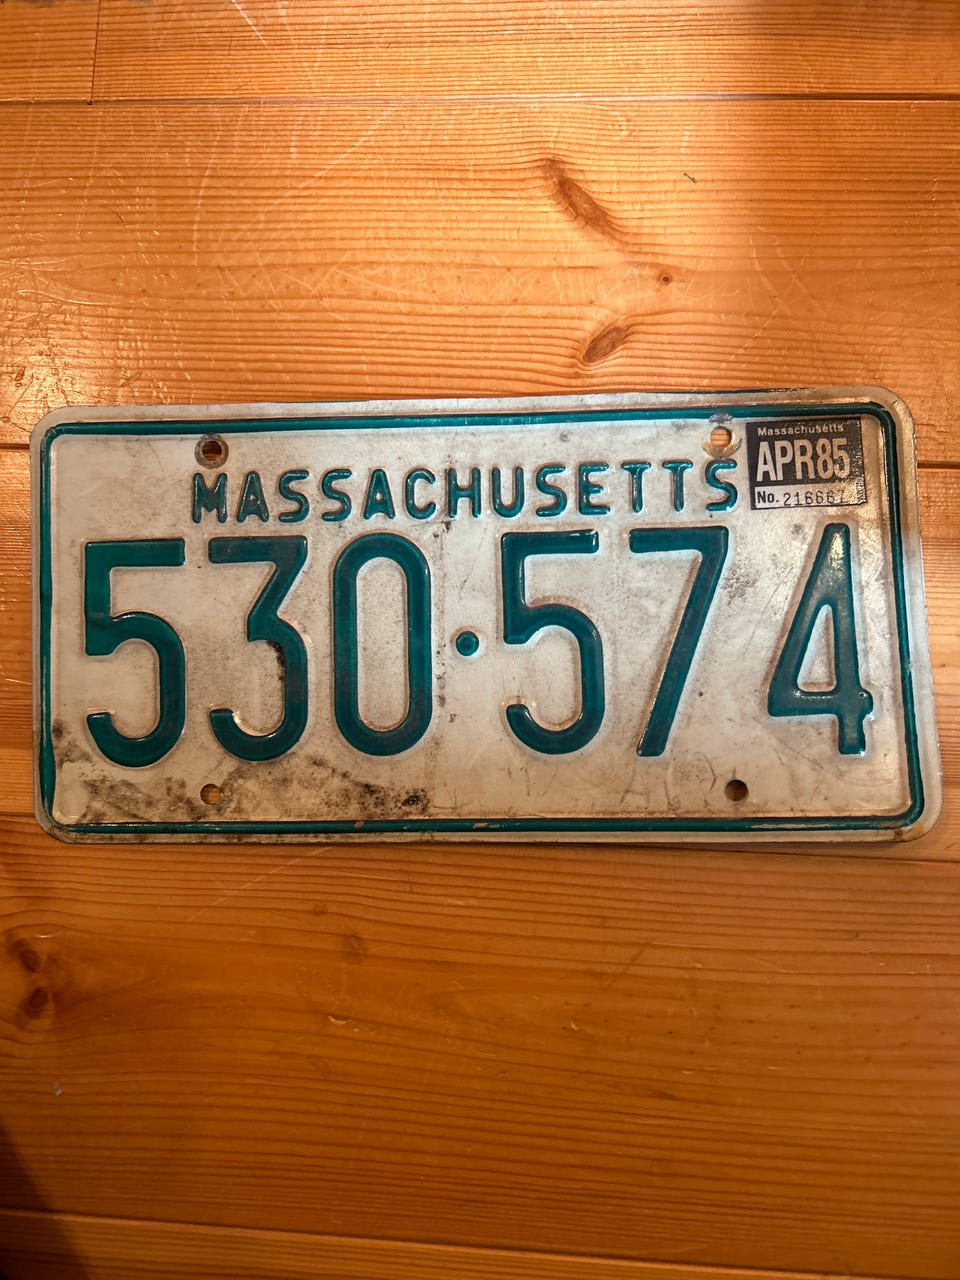 Massachusetts
APR85
No. 216667
MASSACHUSETTS
530·574